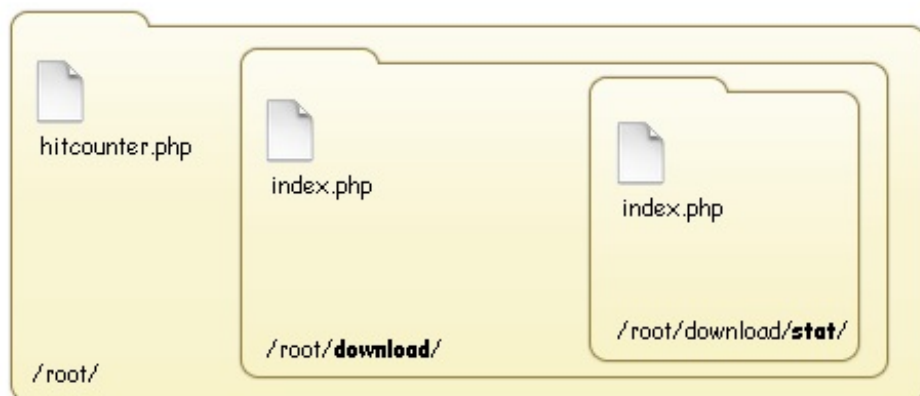 hitcounter.php
/root/
index.php
/root/download/
index.php
/root/download/stat/